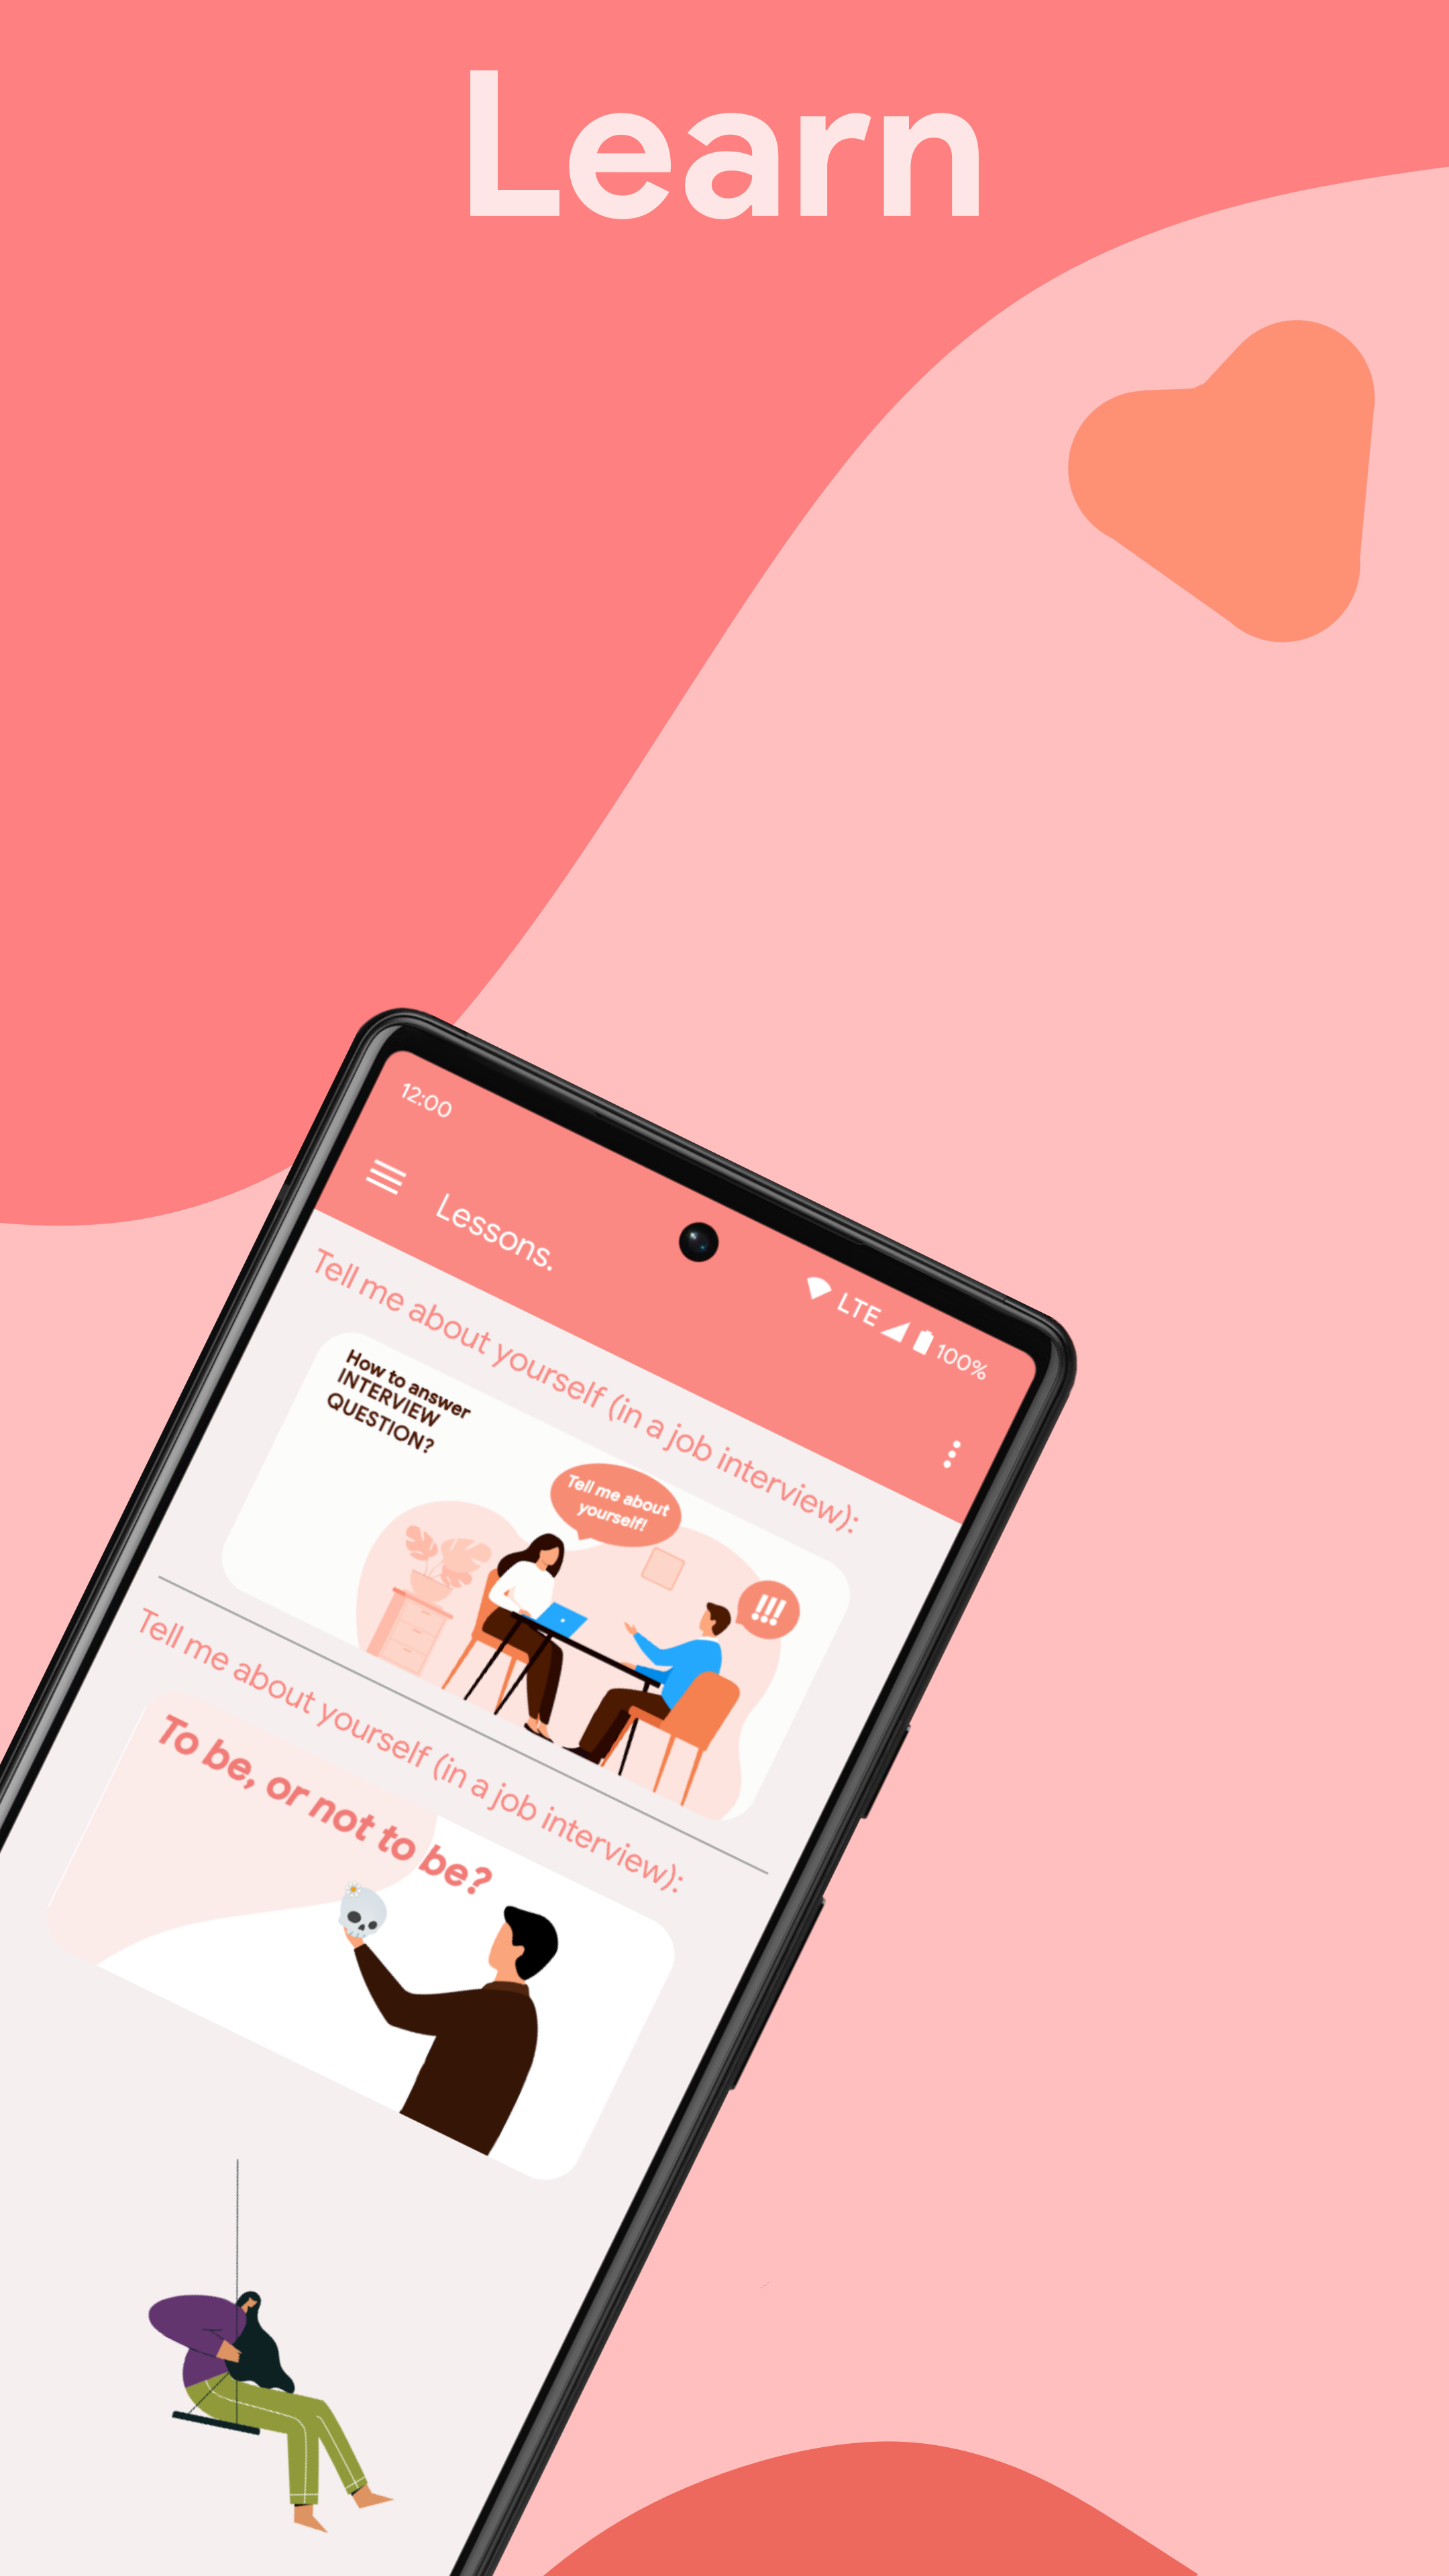 Learn
12:00
LTE 100%
Lessons.
Tell me about yourself (in a job interview):
How to answer
INTERVIEW
QUESTION?
Tell me about
yourself!
!!!
Tell me about yourself (in a job interview):
To be, or not to be?